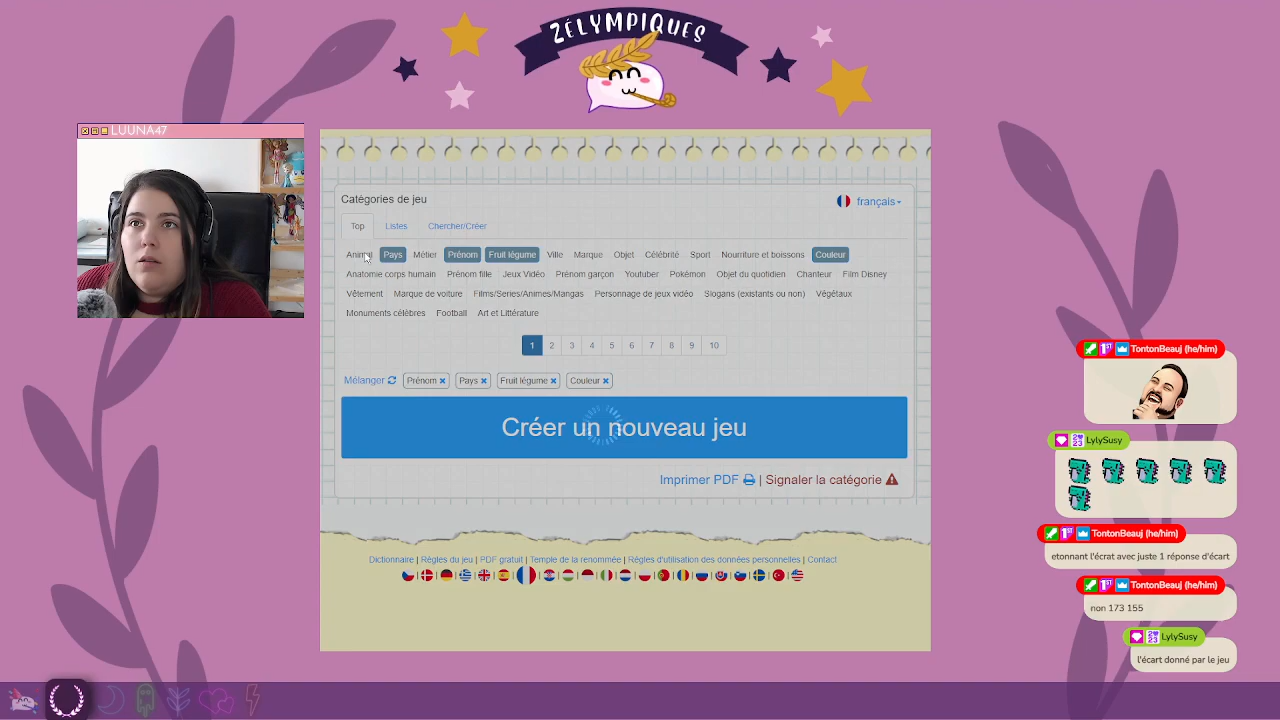 ZÉLYMPIQUES
LUUNA47
Catégories de jeu
français
Top Listes Chercher/Créer
Animal Pays Métier Prénom Fruit légume Ville Marque Objet Célébrité Sport Nourriture et boissons Couleur
Anatomie corps humain Prénom fille Jeux Vidéo Prénom garçon Youtuber Pokémon Objet du quotidien Chanteur Film Disney
Vêtement Marque de voiture Films/Series/Animes/Mangas Personnage de jeux vidéo Slogans (existants ou non) Végétaux
Monuments célèbres Football Art et Littérature
1 2 3 4 5 6 7 8 9 10
Mélanger Prénom × Pays × Fruit légume × Couleur ×
Créer un nouveau jeu
Imprimer PDF | Signaler la catégorie
Dictionnaire | Règles du jeu | PDF gratuit | Temple de la renommée | Règles d'utilisation des données personnelles | Contact
1ST TontonBeauj (he/him)
LylySusy
1ST TontonBeauj (he/him)
etonnant l'écrat avec juste 1 réponse d'écart
1ST TontonBeauj (he/him)
non 173 155
LylySusy
l'écart donné par le jeu